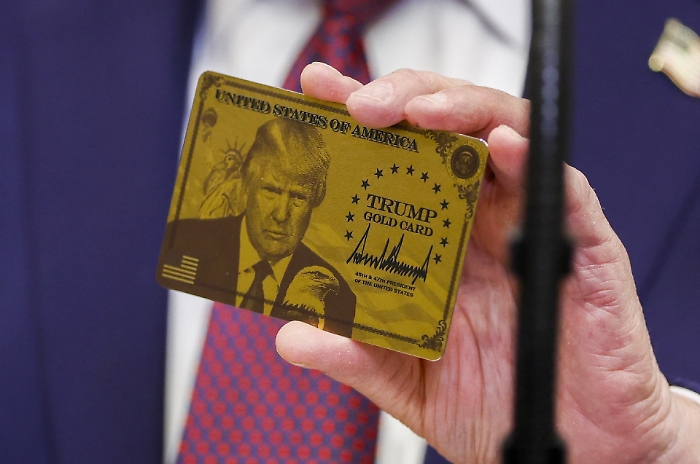 UNITED STATES OF AMERICA
TRUMP
GOLD CARD
45TH & 47TH PRESIDENT
OF THE UNITED STATES